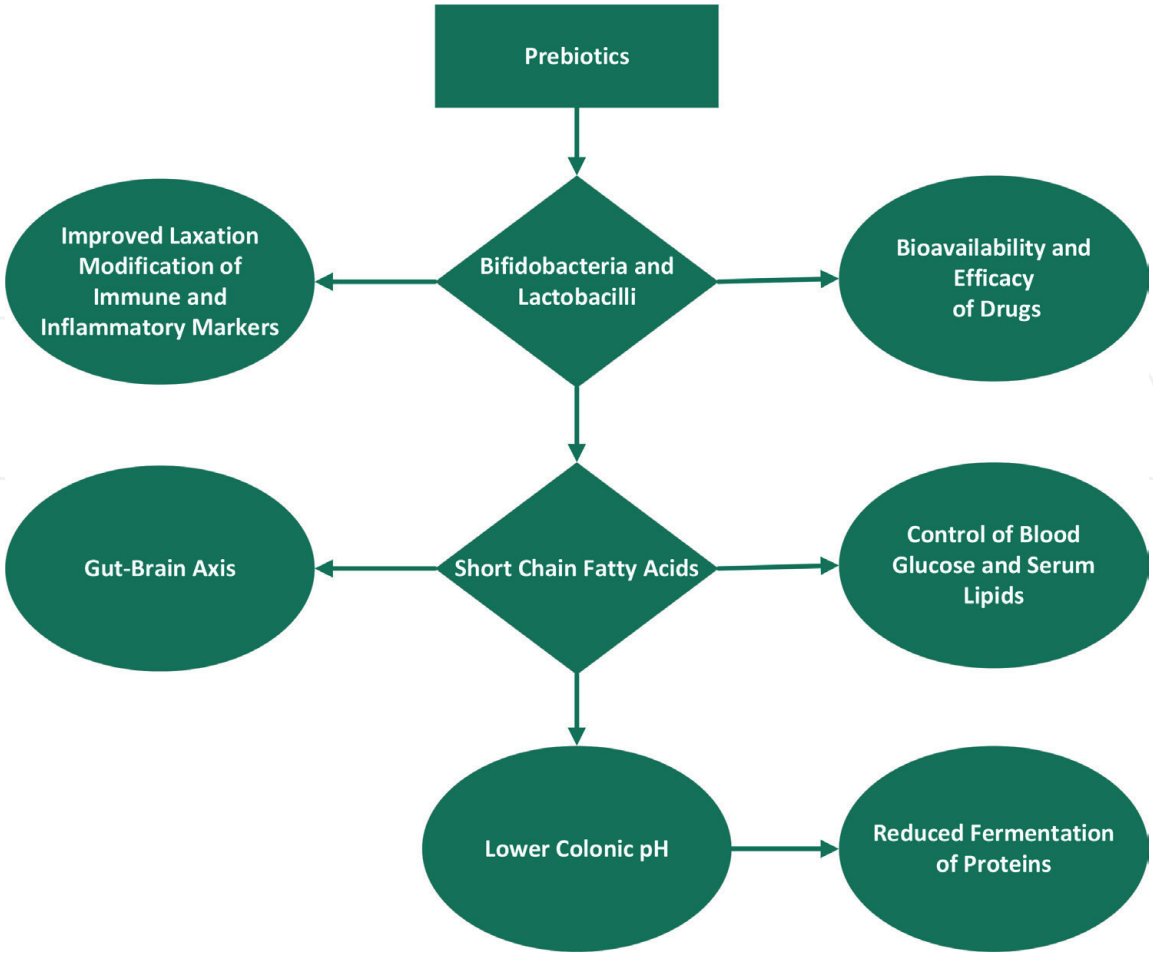 Prebiotics
Improved Laxation
Modification of
Immune and
Inflammatory Markers
Bifidobacteria and
Lactobacilli
Bioavailability and
Efficacy
of Drugs
Gut-Brain Axis
Short Chain Fatty Acids
Control of Blood
Glucose and Serum
Lipids
Lower Colonic pH
Reduced Fermentation
of Proteins